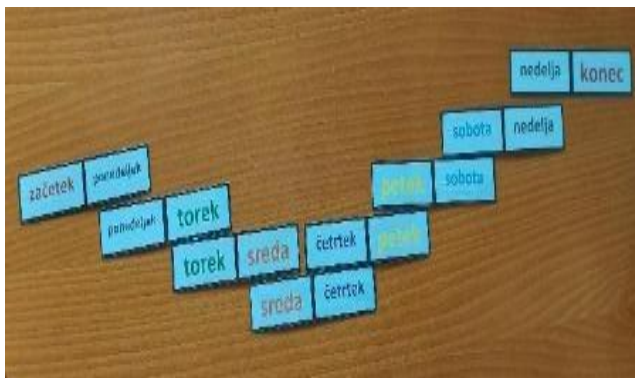 začetek ponedeljek
ponedeljek torek
torek sreda
sreda četrtek
četrtek petek
petek sobota
sobota nedelja
nedelja konec